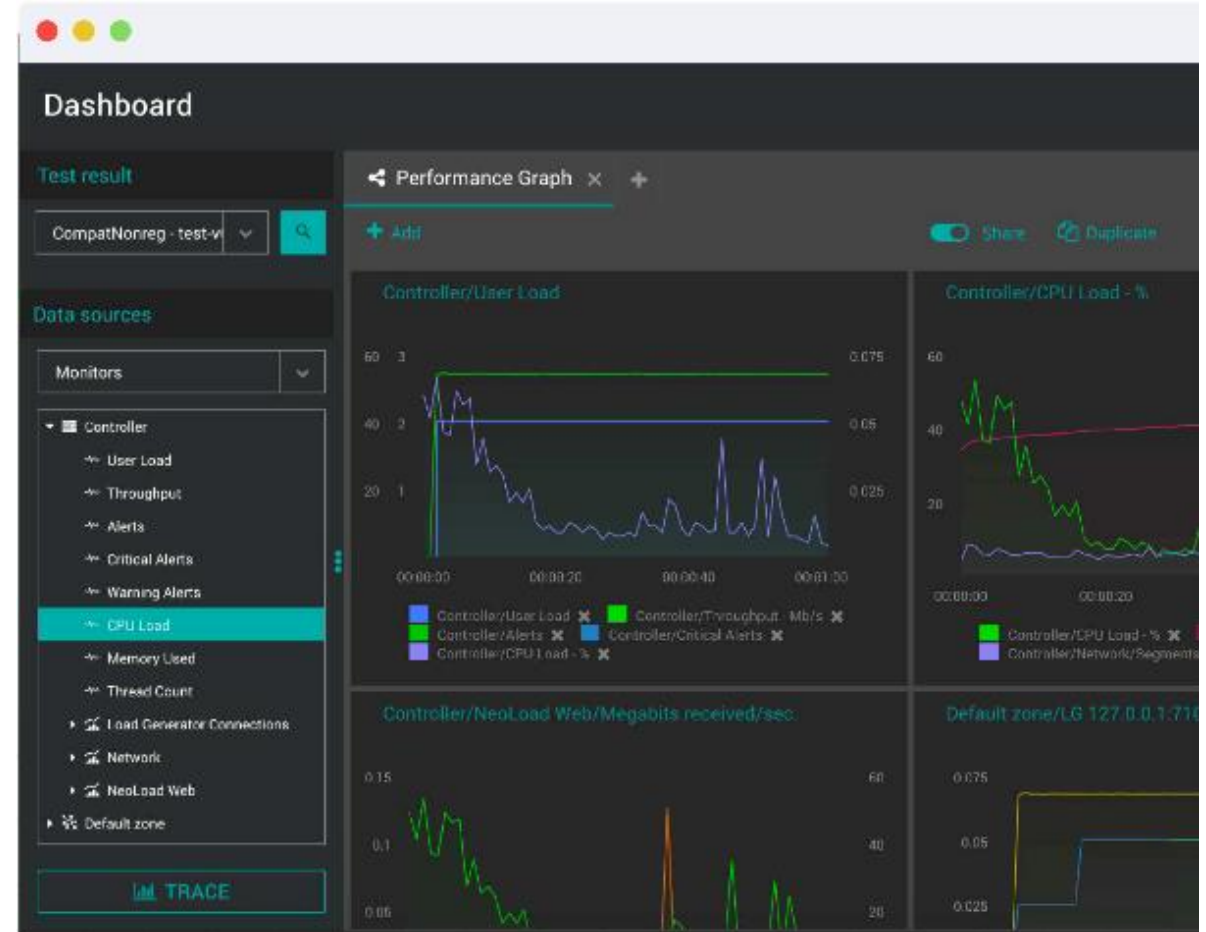 Dashboard
Test result
CompatNonreg - test-v
Data sources
Monitors
Controller
User Load
Throughput
Alerts
Critical Alerts
Warning Alerts
CPU Load
Memory Used
Thread Count
Load Generator Connections
Network
NeoLoad Web
Default zone
TRACE
Performance Graph × +
+ Add
Share Duplicate
Controller/User Load
60 3 0.075
40 2 0.05
20 1 0.025
00:00:00 00:00:20 00:00:40 00:01:00
Controller/User Load ✖ Controller/Throughput - Mb/s ✖
Controller/Alerts ✖ Controller/Critical Alerts ✖
Controller/CPU Load - % ✖
Controller/CPU Load - %
60
40
20
00:00:00 00:00:20
Controller/CPU Load - % ✖
Controller/Network/Segments
Controller/NeoLoad Web/Megabits received/sec
0.15 60
0.1 40
0.05 20
Default zone/LG 127.0.0.1:710
0.075
0.05
0.025